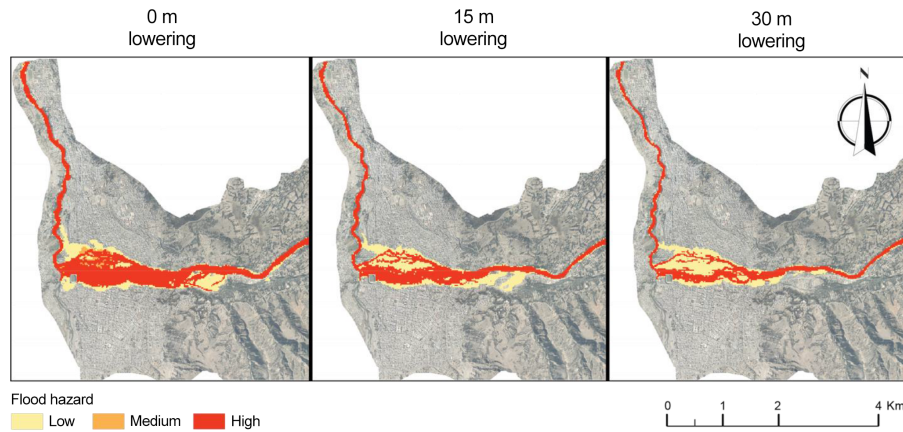 0 m
lowering
15 m
lowering
30 m
lowering
N
Flood hazard
Low
Medium
High
0
1
2
4 Km